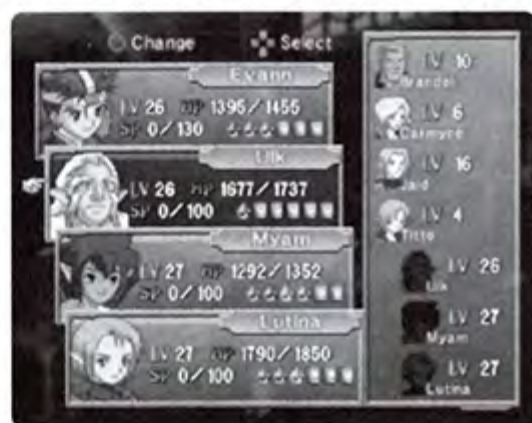 Change Select
Evann
LV 26 HP 1395/1455
SP 0/130
Ulk
LV 26 HP 1677/1737
SP 0/100
Myam
LV 27 HP 1292/1352
SP 0/100
Lutina
LV 27 HP 1790/1850
SP 0/100
LV 10
Brandol
LV 6
Carmyne
LV 16
Jaid
LV 4
Titto
LV 26
Ulk
LV 27
Myam
LV 27
Lutina